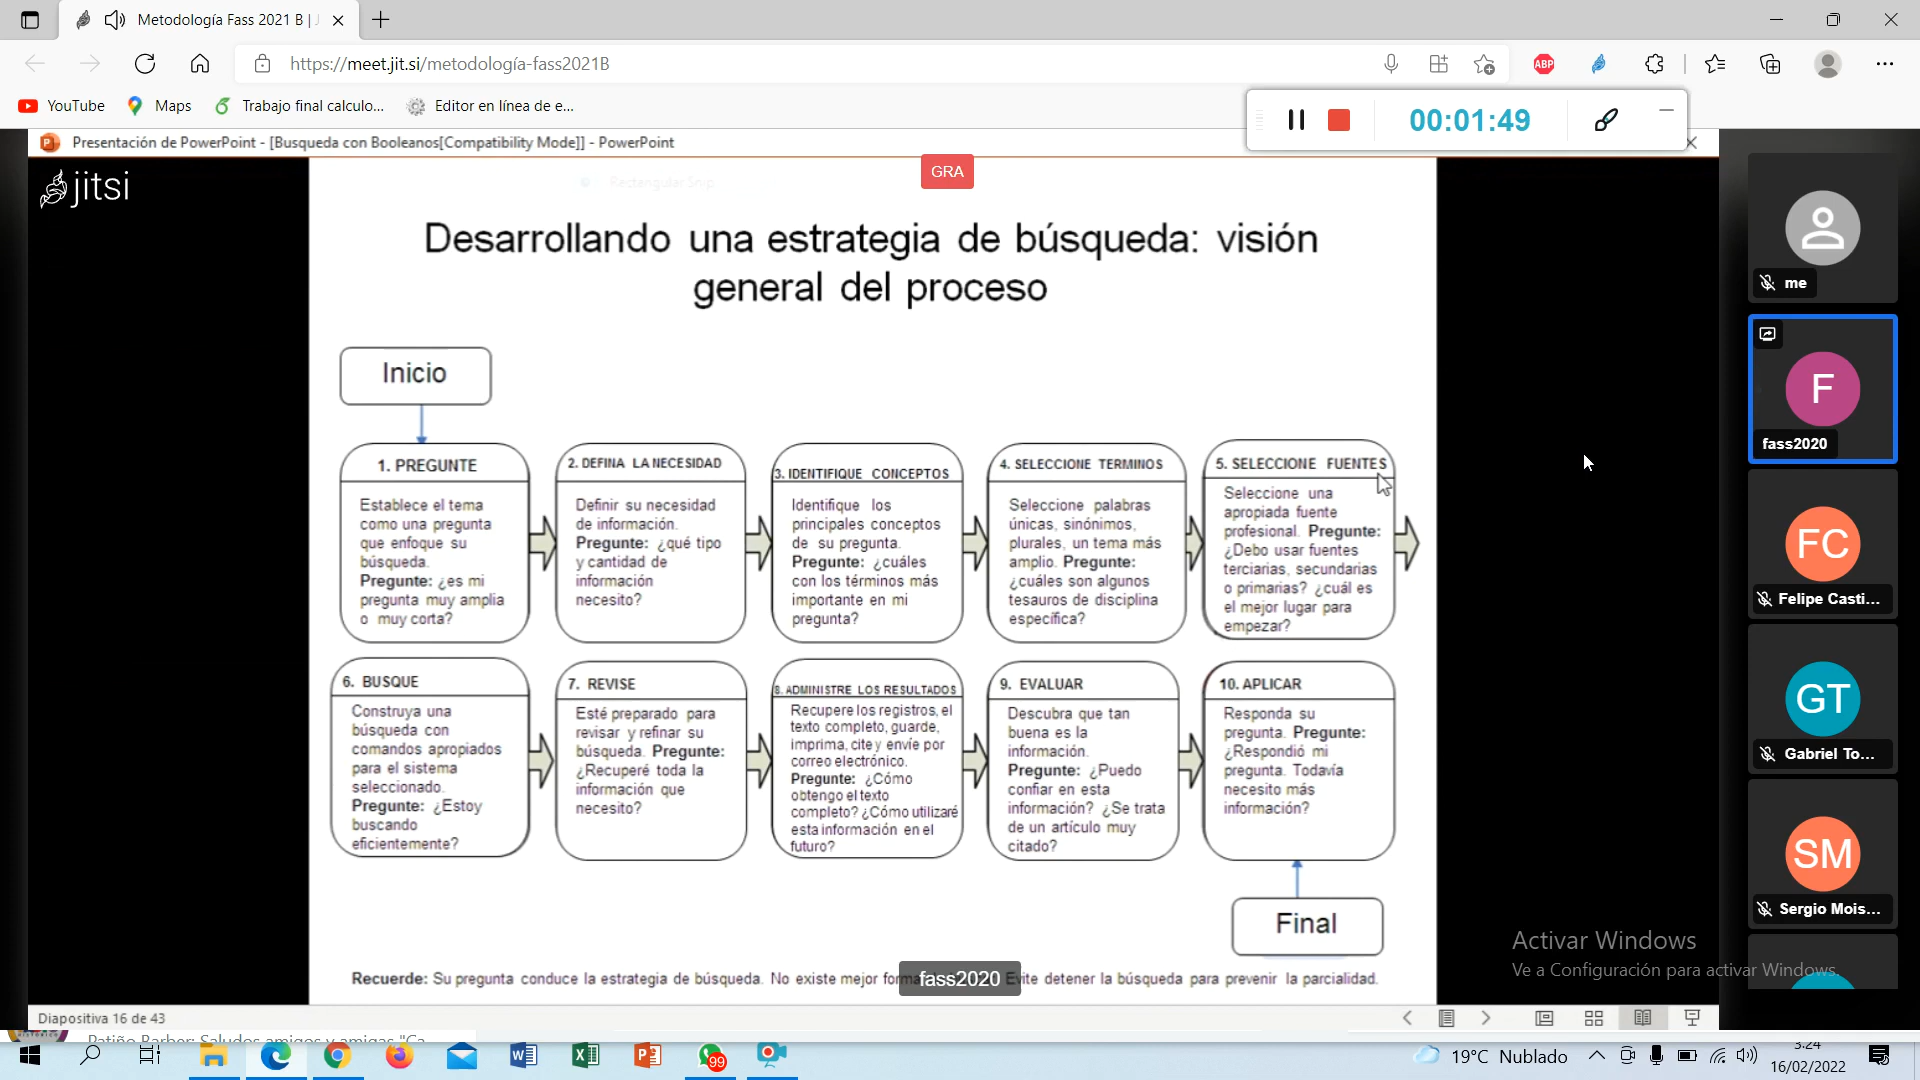 Metodología Fass 2021 B |
https://meet.jit.si/metodología-fass2021B
ABP
YouTube
Maps
Trabajo final calculo...
Editor en línea de e...
00:01:49
Presentación de PowerPoint - [Busqueda con Booleanos[Compatibility Mode]] - PowerPoint
jitsi
GRA
Rectangular Snip
Desarrollando una estrategia de búsqueda: visión
general del proceso
Inicio
1. PREGUNTE
Establece el tema
como una pregunta
que enfoque su
búsqueda.
Pregunte: ¿es mi
pregunta muy amplia
o muy corta?
2. DEFINA LA NECESIDAD
Definir su necesidad
de información.
Pregunte: ¿qué tipo
y cantidad de
información
necesito?
3. IDENTIFIQUE CONCEPTOS
Identifique los
principales conceptos
de su pregunta.
Pregunte: ¿cuáles
con los términos más
importante en mi
pregunta?
4. SELECCIONE TERMINOS
Seleccione palabras
únicas, sinónimos,
plurales, un tema más
amplio. Pregunte:
¿cuáles son algunos
tesauros de disciplina
específica?
5. SELECCIONE FUENTES
Seleccione una
apropiada fuente
profesional. Pregunte:
¿Debo usar fuentes
terciarias, secundarias
o primarias? ¿cuál es
el mejor lugar para
empezar?
6. BUSQUE
Construya una
búsqueda con
comandos apropiados
para el sistema
seleccionado.
Pregunte: ¿Estoy
buscando
eficientemente?
7. REVISE
Esté preparado para
revisar y refinar su
búsqueda. Pregunte:
¿Recuperé toda la
información que
necesito?
8. ADMINISTRE LOS RESULTADOS
Recupere los registros, el
texto completo, guarde,
imprima, cite y envíe por
correo electrónico.
Pregunte: ¿Cómo
obtengo el texto
completo? ¿Cómo utilizaré
esta información en el
futuro?
9. EVALUAR
Descubra que tan
buena es la
información.
Pregunte: ¿Puedo
confiar en esta
información? ¿Se trata
de un artículo muy
citado?
10. APLICAR
Responda su
pregunta. Pregunte:
¿Respondió mi
pregunta. Todavía
necesito más
información?
Final
Recuerde: Su pregunta conduce la estrategia de búsqueda. No existe mejor
Evite detener la búsqueda para prevenir la parcialidad.
fass2020
me
F
fass2020
FC
Felipe Casti...
GT
Gabriel To...
SM
Sergio Mois...
Activar Windows
Ve a Configuración para activar Windows.
Diapositiva 16 de 43
Patiño Barber: Saludos amigos y amigas "Ca
99
19°C Nublado
3:24
16/02/2022